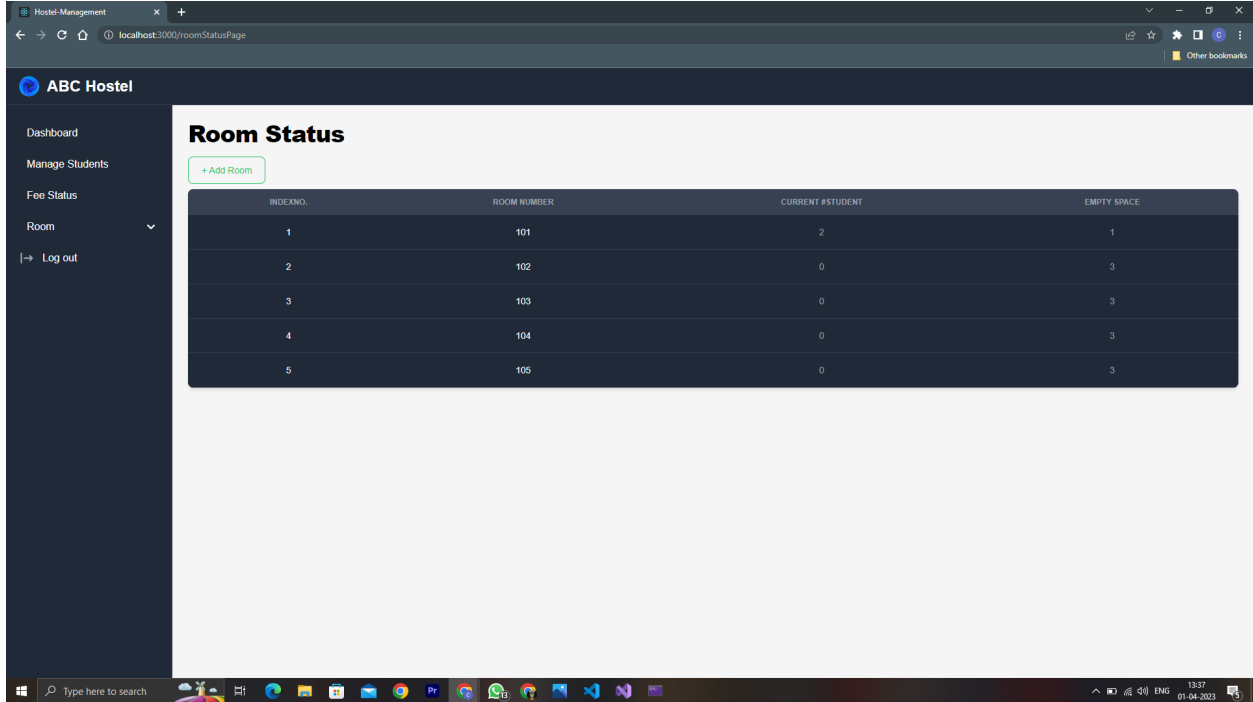 Hostel-Management
localhost:3000/roomStatusPage
C
Other bookmarks
ABC Hostel
Dashboard
Manage Students
Fee Status
Room
Log out
Room Status
+ Add Room
INDEXNO. ROOM NUMBER CURRENT #STUDENT EMPTY SPACE
1 101 2 1
2 102 0 3
3 103 0 3
4 104 0 3
5 105 0 3
Type here to search
Pr
13
ENG
13:37
01-04-2023
5